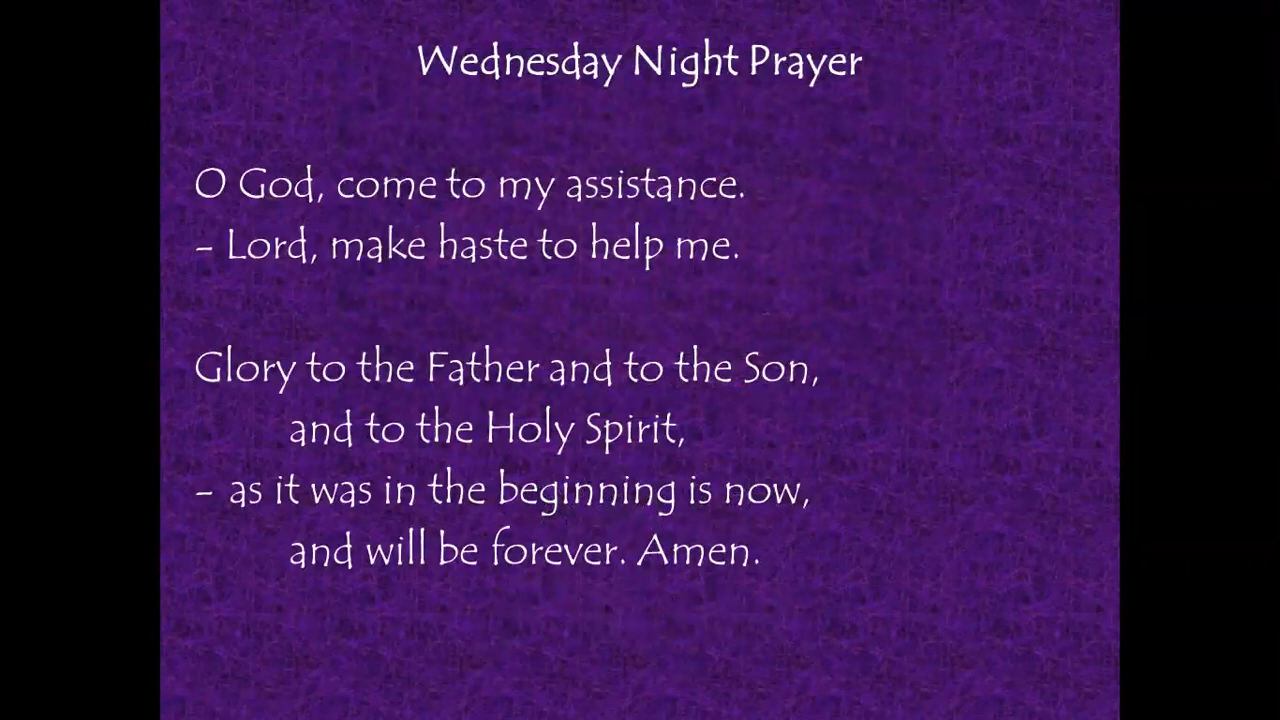 Wednesday Night Prayer
O God, come to my assistance.
- Lord, make haste to help me.
Glory to the Father and to the Son,
and to the Holy Spirit,
- as it was in the beginning is now,
and will be forever. Amen.